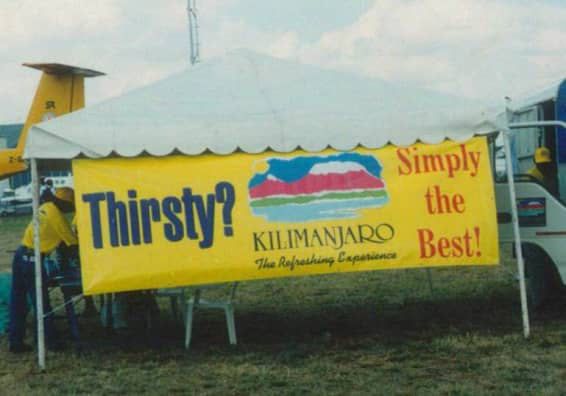 Thirsty?
KILIMANJARO
The Refreshing Experience
Simply
the
Best!